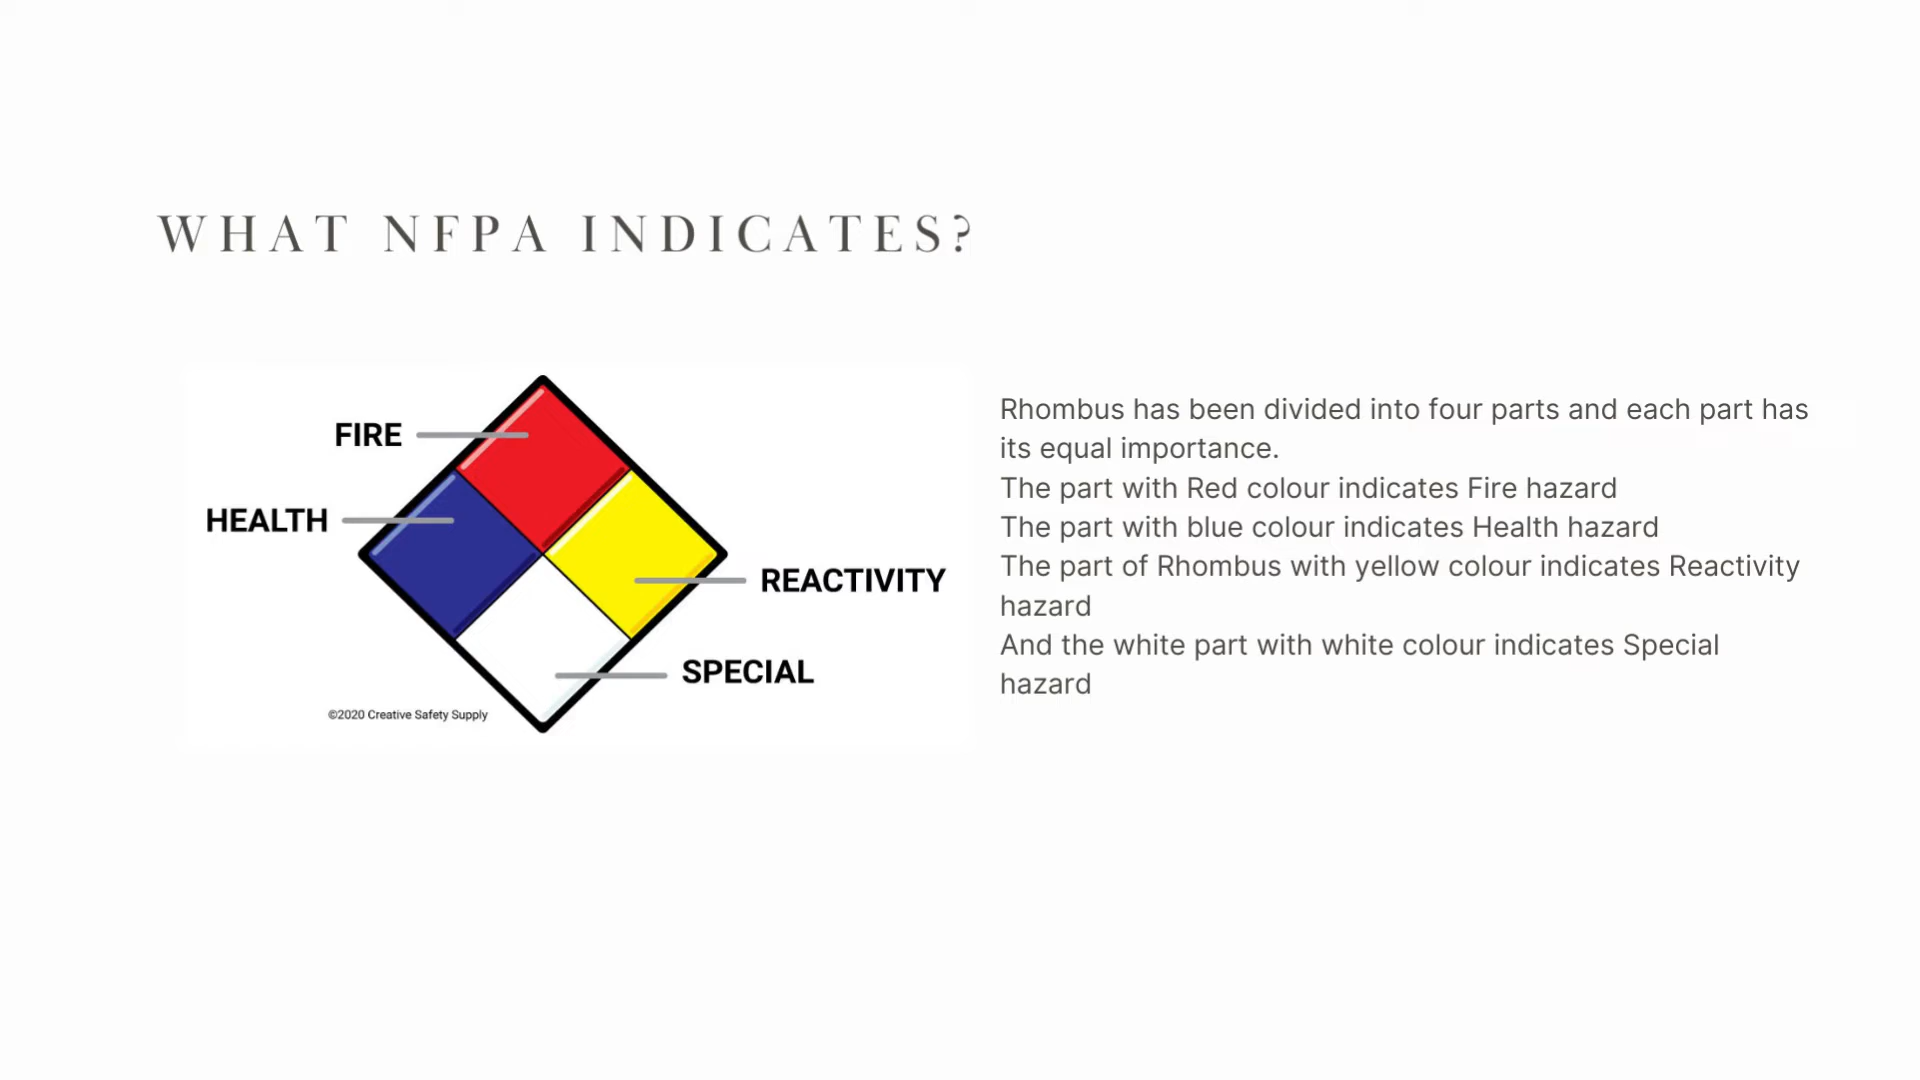 WHAT NFPA INDICATES?
FIRE
HEALTH
REACTIVITY
SPECIAL
©2020 Creative Safety Supply
Rhombus has been divided into four parts and each part has
its equal importance.
The part with Red colour indicates Fire hazard
The part with blue colour indicates Health hazard
The part of Rhombus with yellow colour indicates Reactivity
hazard
And the white part with white colour indicates Special
hazard